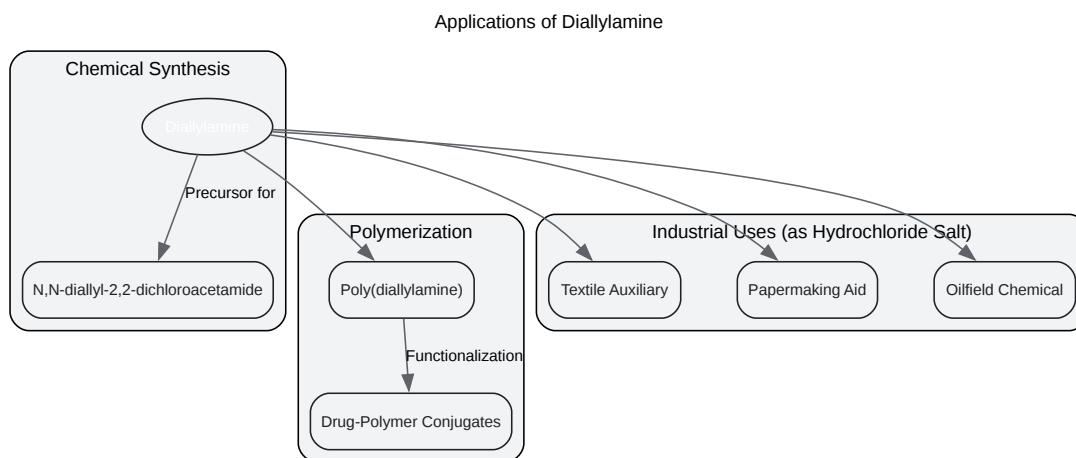 Applications of Diallylamine
Chemical Synthesis
Diallylamine
Precursor for
Polymerization
Industrial Uses (as Hydrochloride Salt)
N,N-diallyl-2,2-dichloroacetamide
Poly(diallylamine)
Textile Auxiliary
Papermaking Aid
Oilfield Chemical
Functionalization
Drug-Polymer Conjugates